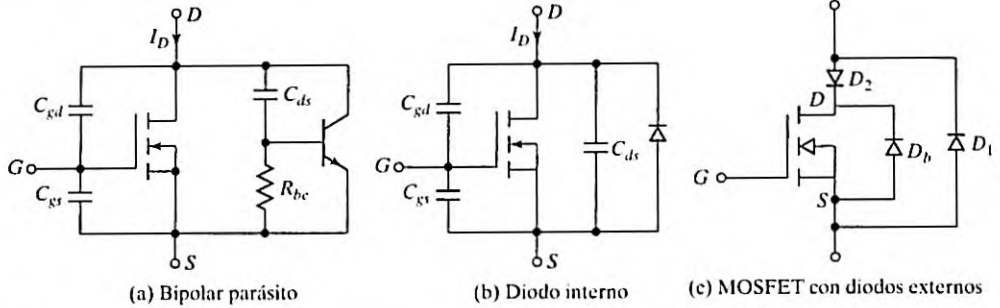 D
I_D
C_gd
G
C_gs
C_ds
R_be
S
(a) Bipolar parásito
D
I_D
C_gd
G
C_gs
C_ds
S
(b) Diodo interno
D_2
D
D_b
D_1
G
S
(c) MOSFET con diodos externos